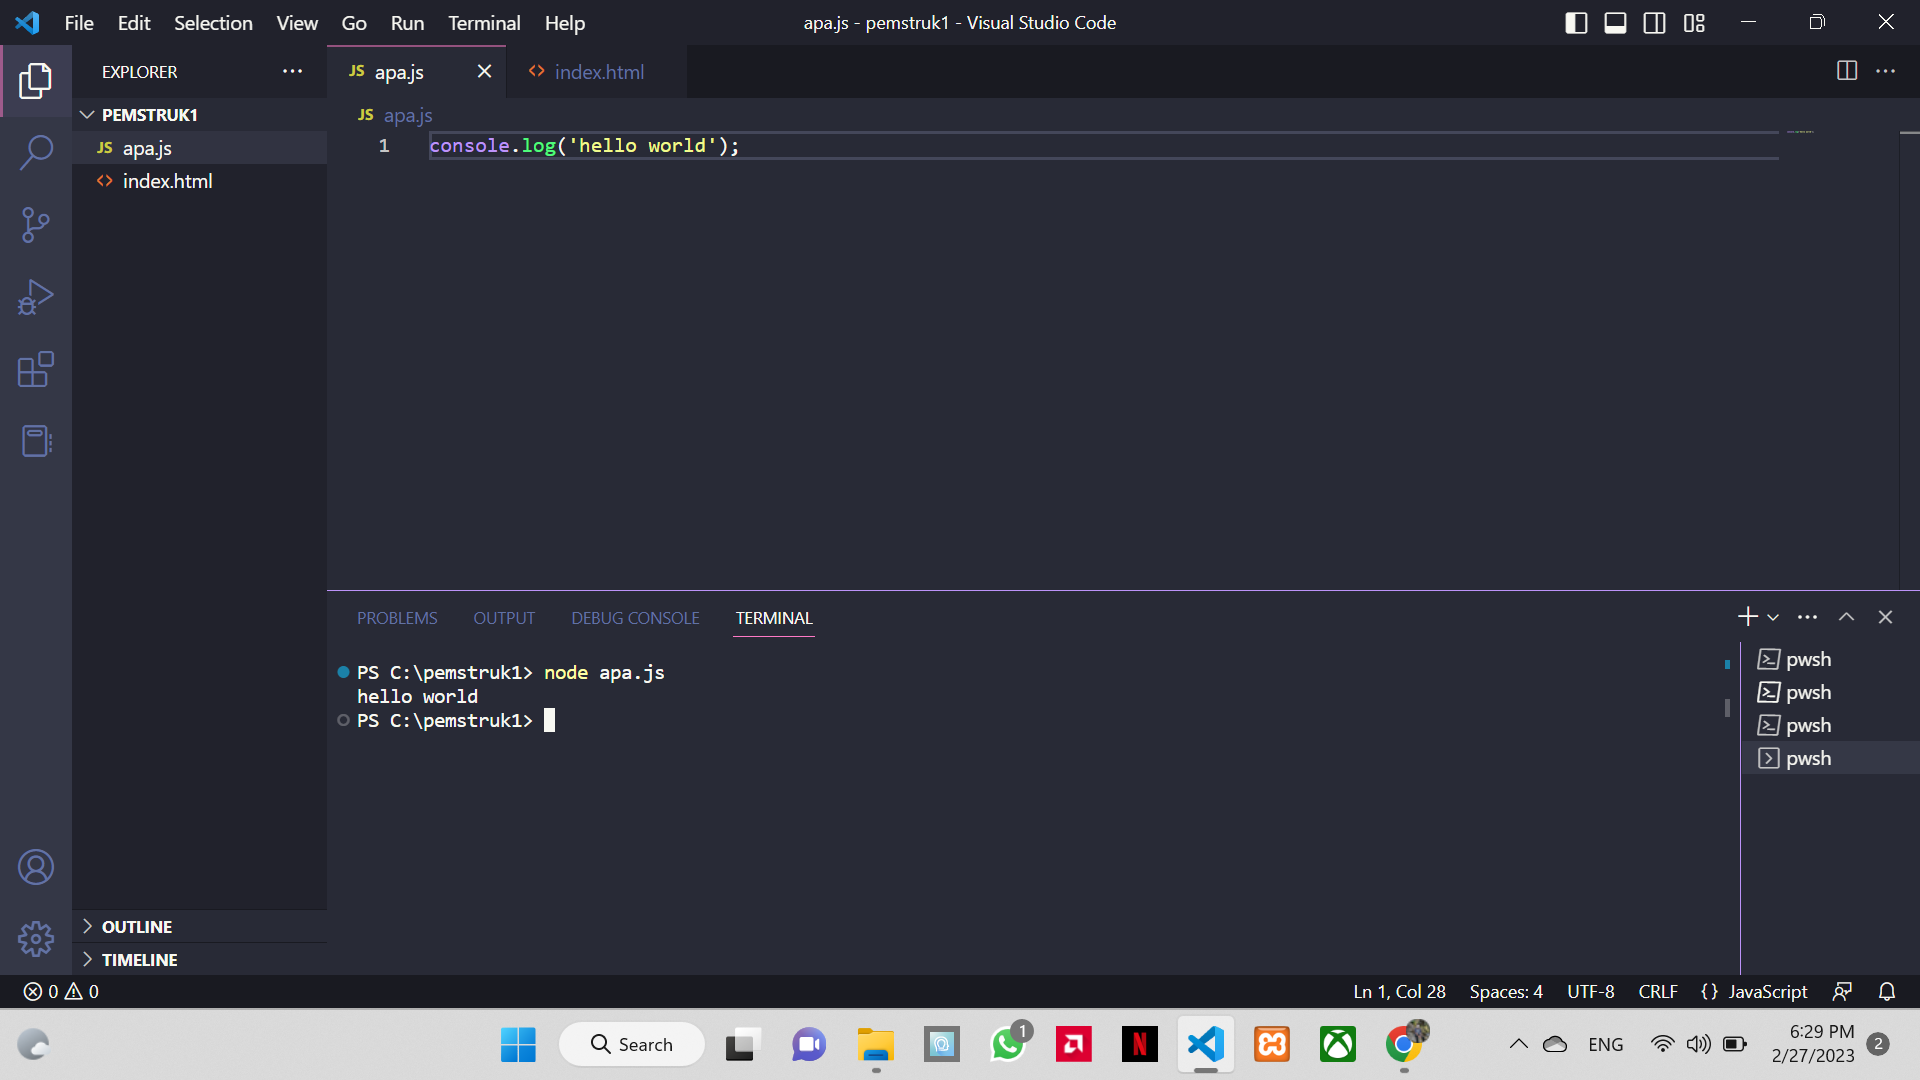 File Edit Selection View Go Run Terminal Help
apa.js - pemstruk1 - Visual Studio Code
EXPLORER
JS apa.js
index.html
PEMSTRUK1
JS apa.js
index.html
JS apa.js
1 console.log('hello world');
PROBLEMS OUTPUT DEBUG CONSOLE TERMINAL
PS C:\pemstruk1> node apa.js
hello world
PS C:\pemstruk1>
pwsh
pwsh
pwsh
pwsh
OUTLINE
TIMELINE
0 0
Ln 1, Col 28 Spaces: 4 UTF-8 CRLF {} JavaScript
Search
1
N
ENG
6:29 PM
2/27/2023
2